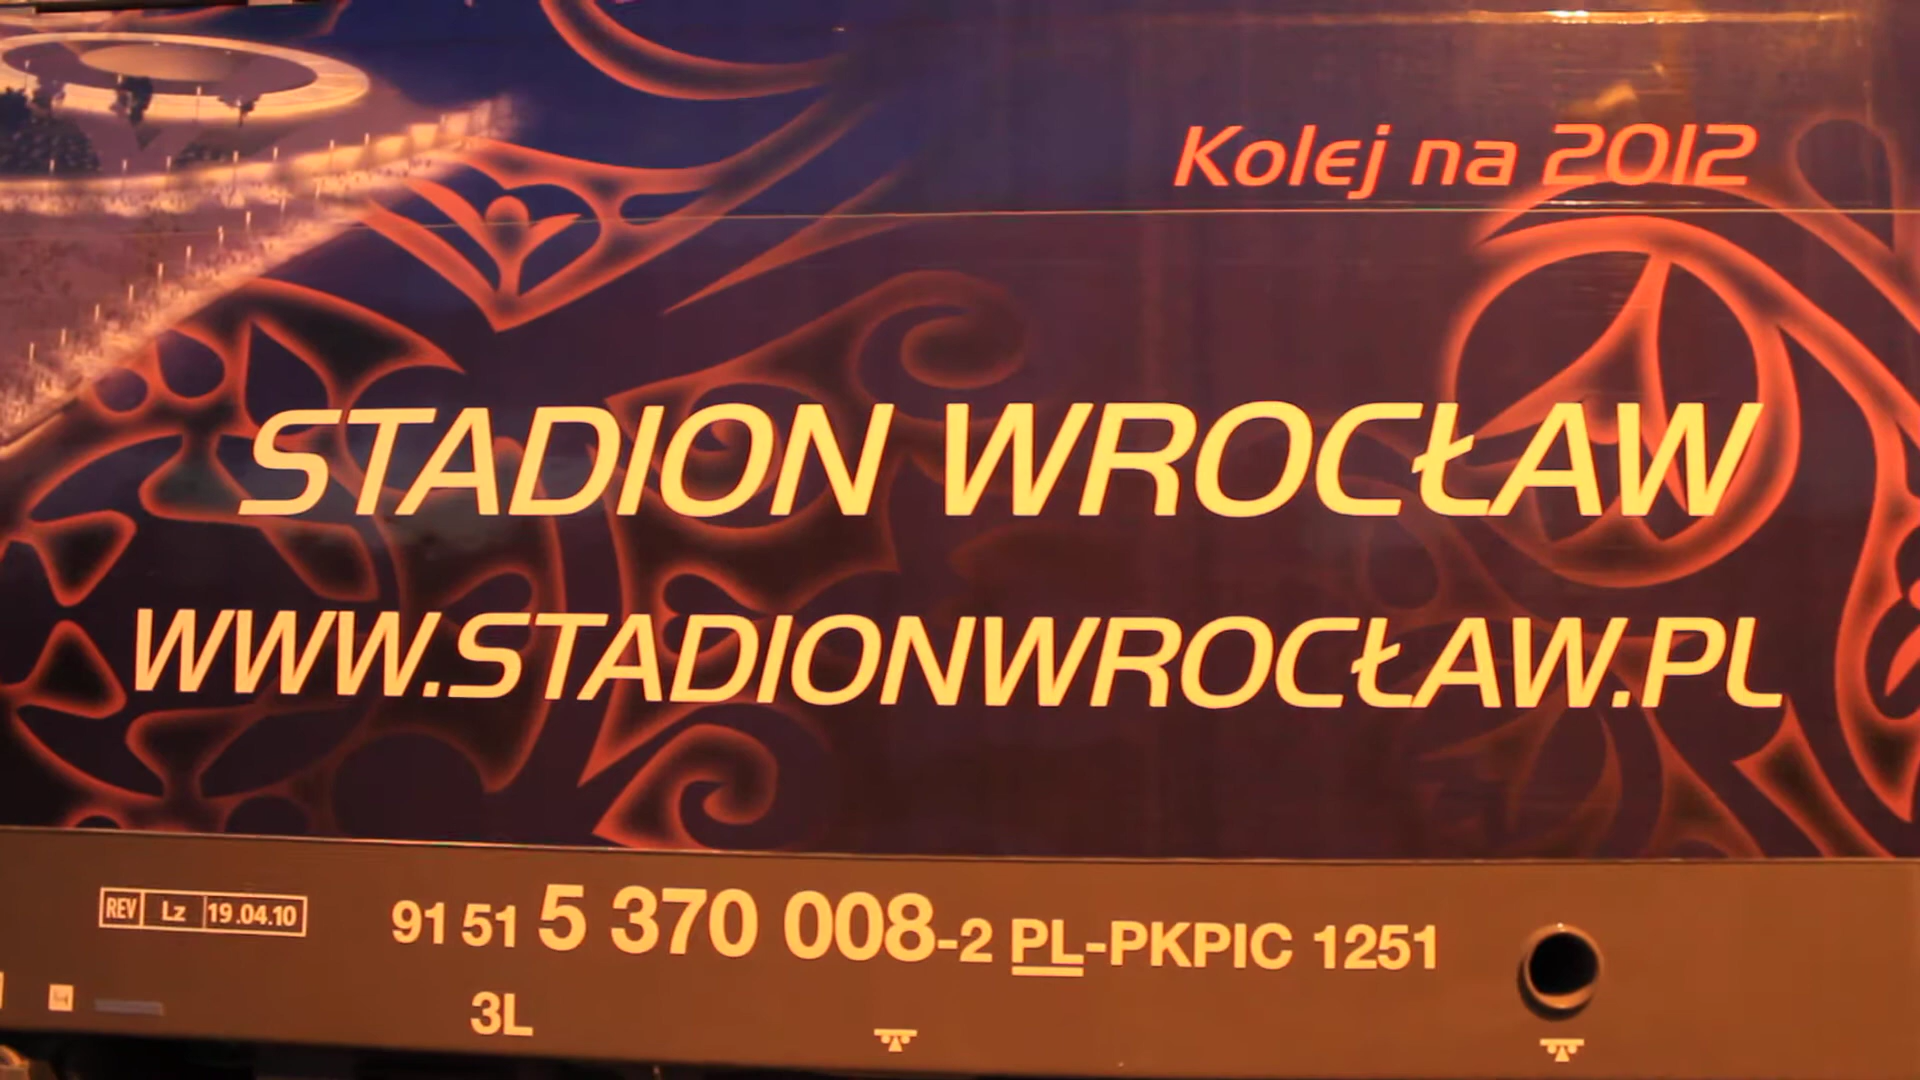 Kolej na 2012
STADION WROCŁAW
WWW.STADIONWROCŁAW.PL
REV Lz 19.04.10
91 51 5 370 008-2 PL-PKPIC 1251
3L